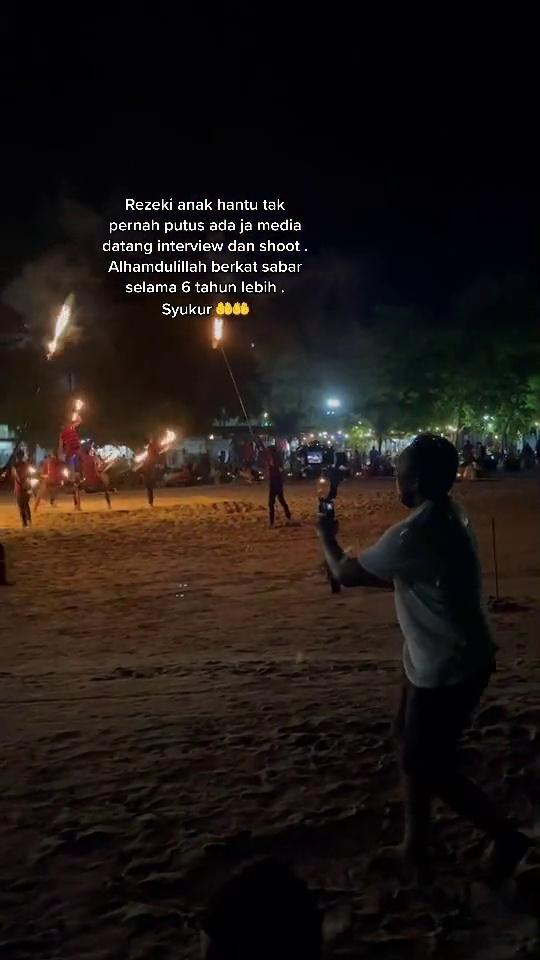 Rezeki anak hantu tak
pernah putus ada ja media
datang interview dan shoot .
Alhamdulillah berkat sabar
selama 6 tahun lebih .
Syukur 🤲🤲